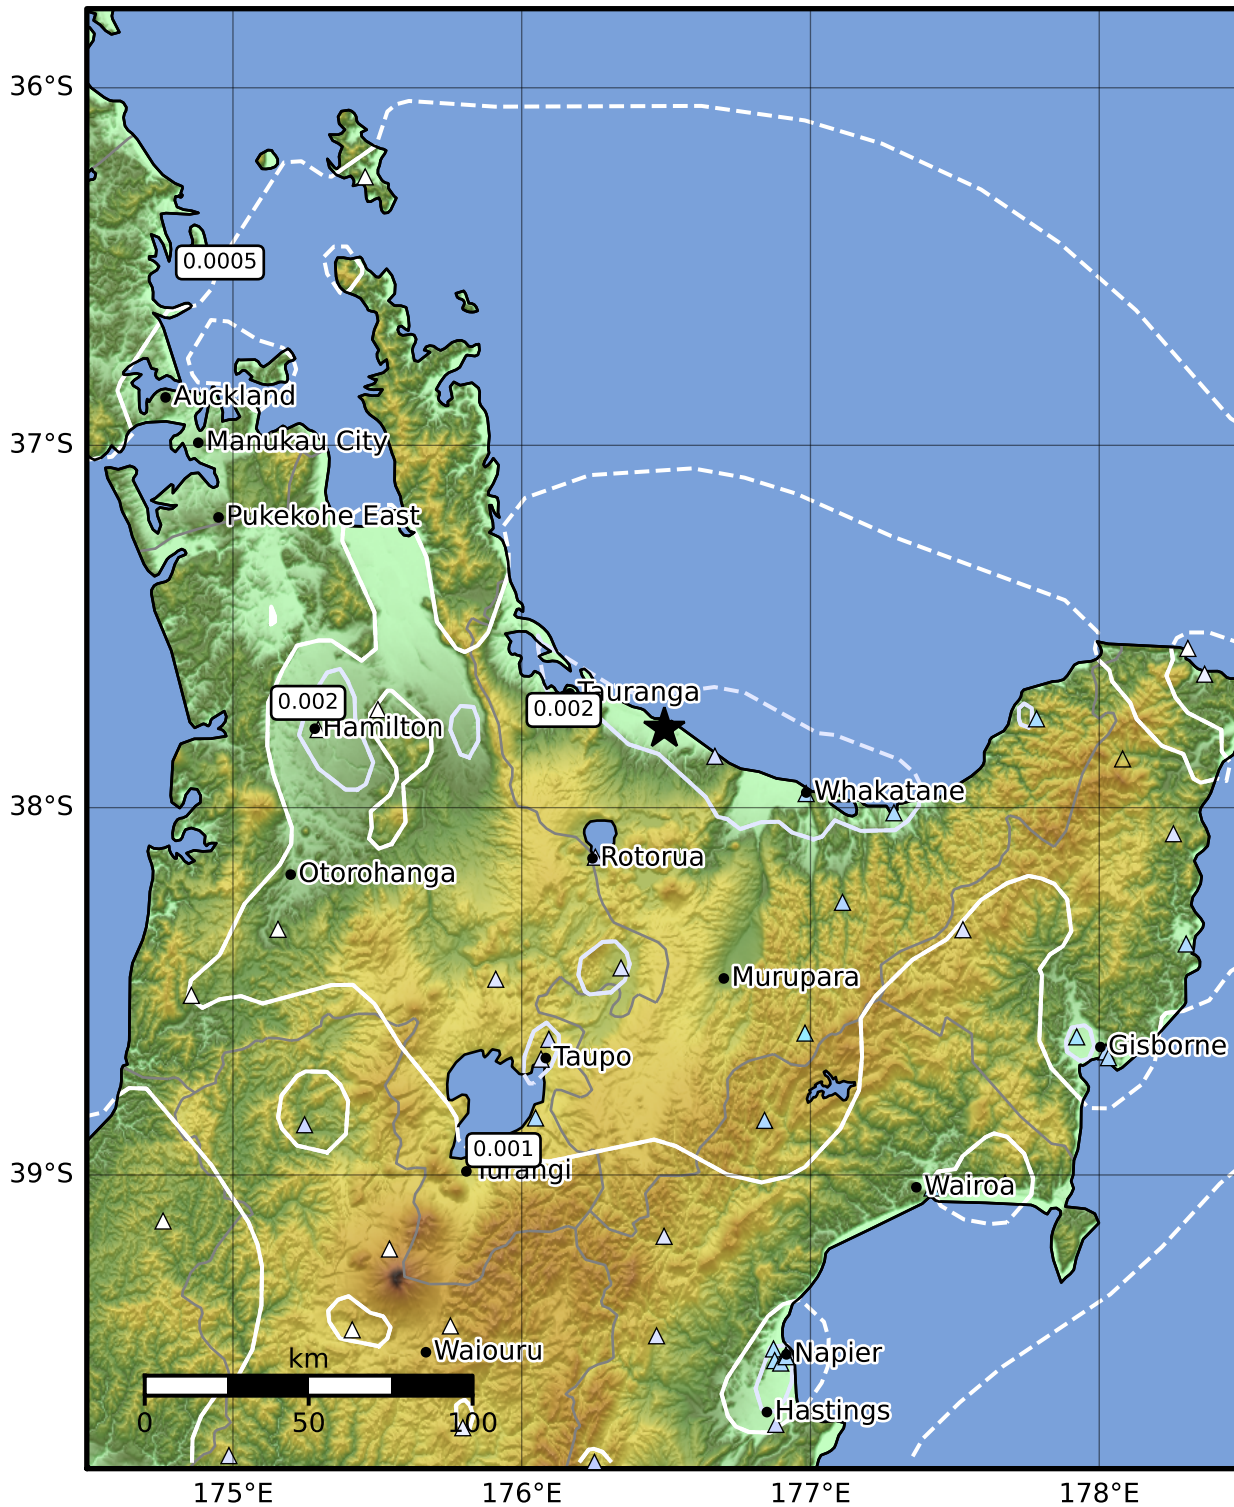 36°S
0.0005
Auckland
37°S
Manukau City
Pukekohe East
Tauranga
0.002
0.002
Hamilton
Whakatane
38°S
Rotorua
Otorohanga
Murupara
Gisborne
Taupo
0.001
Turangi
39°S
Wairoa
Waiouru
Napier
km
Hastings
0
50
100
175°E
176°E
177°E
178°E